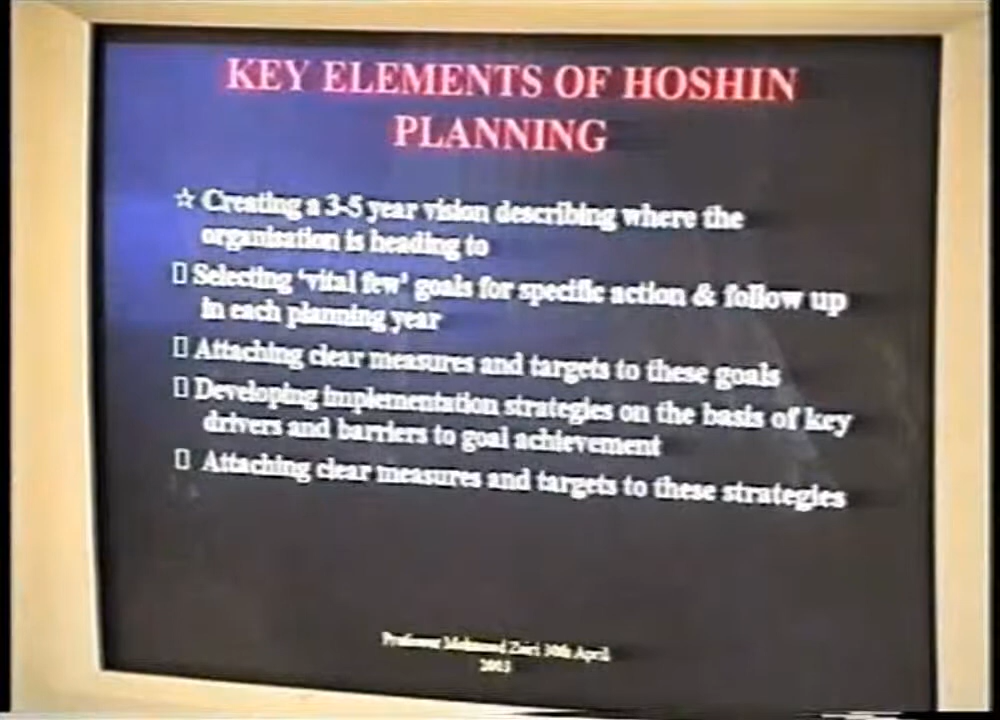 KEY ELEMENTS OF HOSHIN
PLANNING
☆ Creating a 3-5 year vision describing where the
organisation is heading to
▯ Selecting ‘vital few’ goals for specific action & follow up
in each planning year
▯ Attaching clear measures and targets to these goals
▯ Developing implementation strategies on the basis of key
drivers and barriers to goal achievement
▯ Attaching clear measures and targets to these strategies
Professor Zairi 30th April
2003